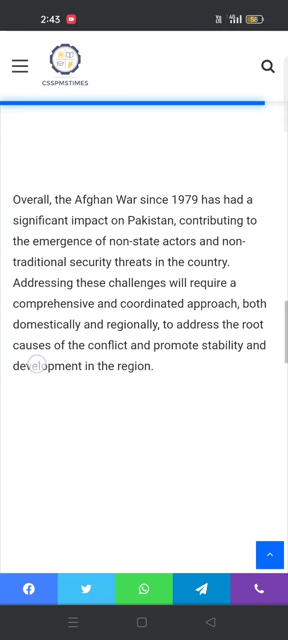 2:43
58
CSSPMSTIMES
Overall, the Afghan War since 1979 has had a
significant impact on Pakistan, contributing to
the emergence of non-state actors and non-
traditional security threats in the country.
Addressing these challenges will require a
comprehensive and coordinated approach, both
domestically and regionally, to address the root
causes of the conflict and promote stability and
development in the region.